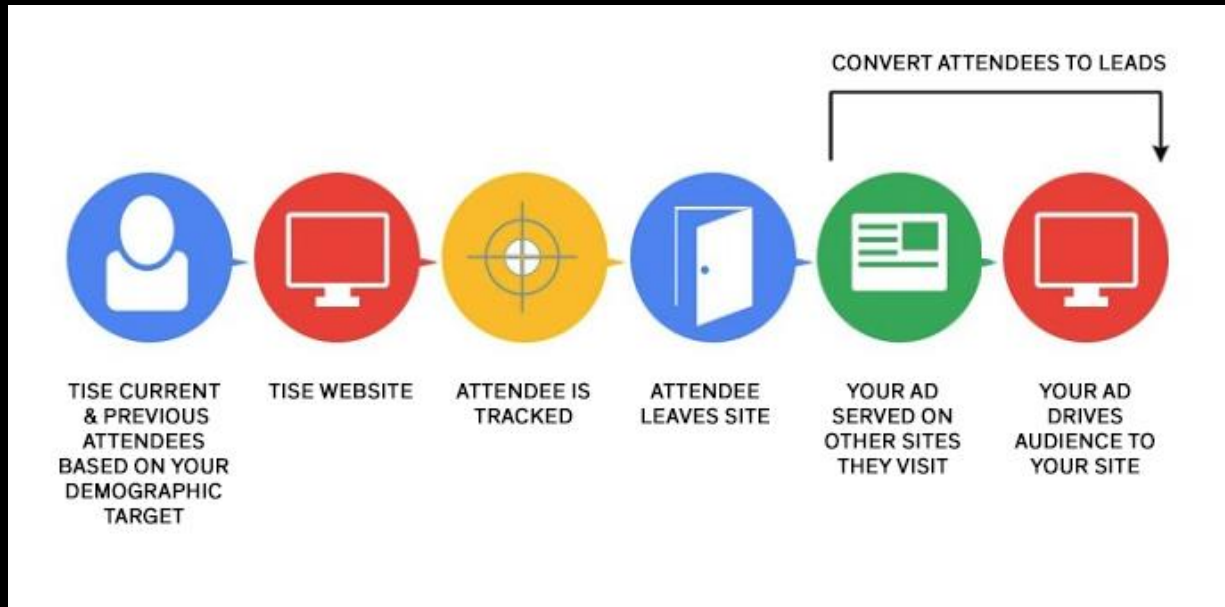 CONVERT ATTENDEES TO LEADS
TISE CURRENT
& PREVIOUS
ATTENDEES
BASED ON YOUR
DEMOGRAPHIC
TARGET
TISE WEBSITE
ATTENDEE IS
TRACKED
ATTENDEE
LEAVES SITE
YOUR AD
SERVED ON
OTHER SITES
THEY VISIT
YOUR AD
DRIVES
AUDIENCE TO
YOUR SITE